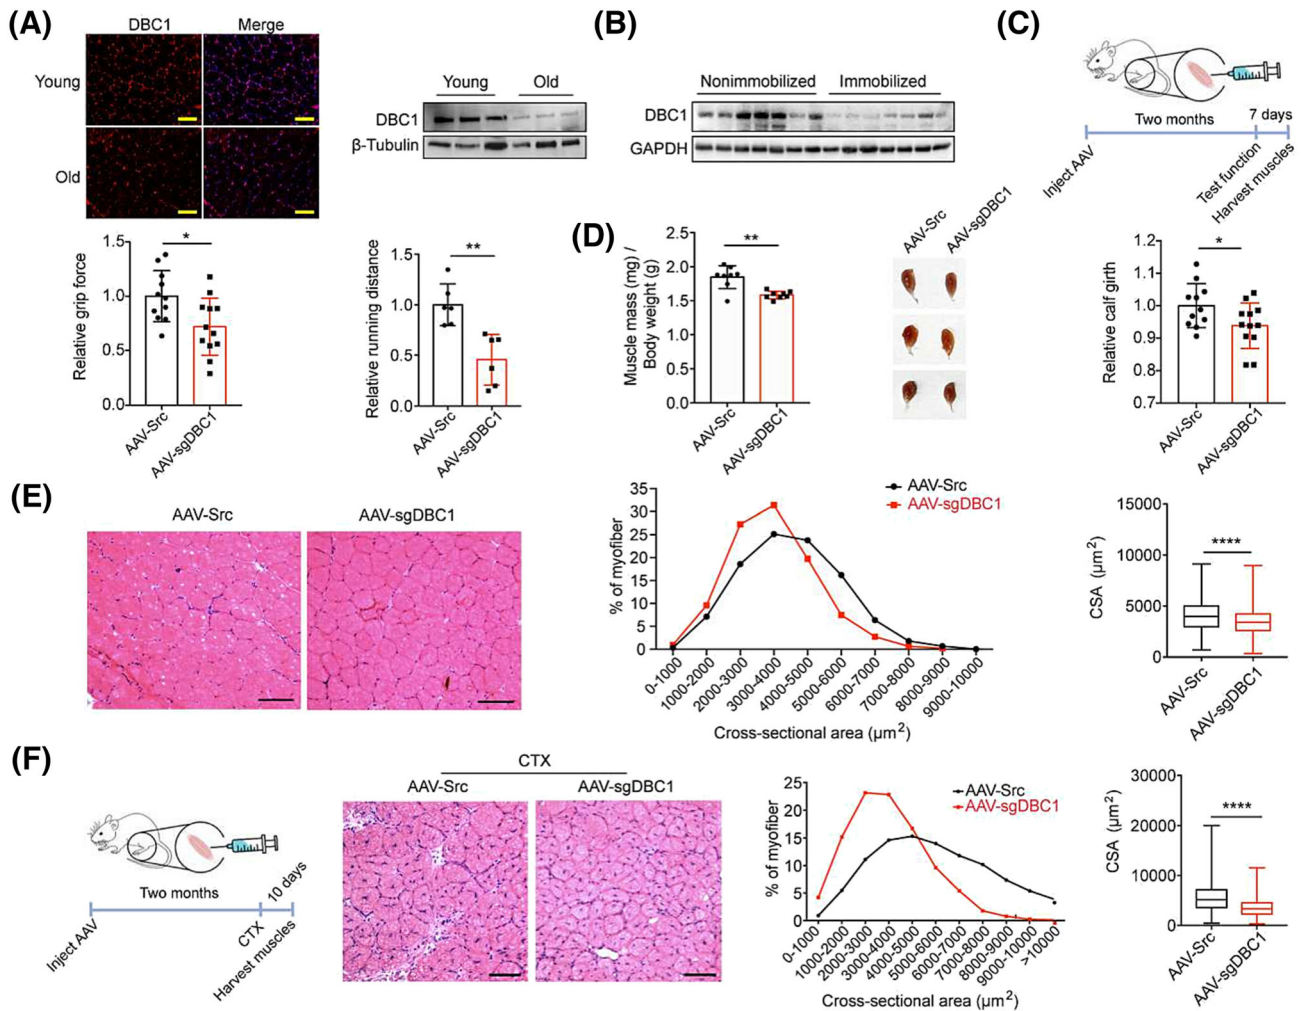 (A)
DBC1
Merge
Young
Old
Young
Old
DBC1
β-Tubulin
(B)
Nonimmobilized
Immobilized
DBC1
GAPDH
(C)
Two months
7 days
Inject AAV
Test function
Harvest muscles
Relative grip force
1.5
1.0
0.5
0.0
*
AAV-Src
AAV-sgDBC1
Relative running distance
1.5
1.0
0.5
0.0
**
AAV-Src
AAV-sgDBC1
(D)
Muscle mass (mg) /
Body weight (g)
2.5
2.0
1.5
2.0
0.0
**
AAV-Src
AAV-sgDBC1
AAV-Src
AAV-sgDBC1
Relative calf girth
1.2
1.1
1.0
0.9
0.8
0.7
*
AAV-Src
AAV-sgDBC1
(E)
AAV-Src
AAV-sgDBC1
% of myofiber
35
30
25
20
15
10
5
0
AAV-Src
AAV-sgDBC1
0-1000
1000-2000
2000-3000
3000-4000
4000-5000
5000-6000
6000-7000
7000-8000
8000-9000
9000-10000
Cross-sectional area (μm²)
CSA (μm²)
15000
10000
5000
0
****
AAV-Src
AAV-sgDBC1
(F)
Two months
10 days
Inject AAV
CTX
Harvest muscles
CTX
AAV-Src
AAV-sgDBC1
% of myofiber
25
20
15
10
5
0
AAV-Src
AAV-sgDBC1
0-1000
1000-2000
2000-3000
3000-4000
4000-5000
5000-6000
6000-7000
7000-8000
8000-9000
9000-10000
>10000
Cross-sectional area (μm²)
CSA (μm²)
30000
20000
10000
0
****
AAV-Src
AAV-sgDBC1